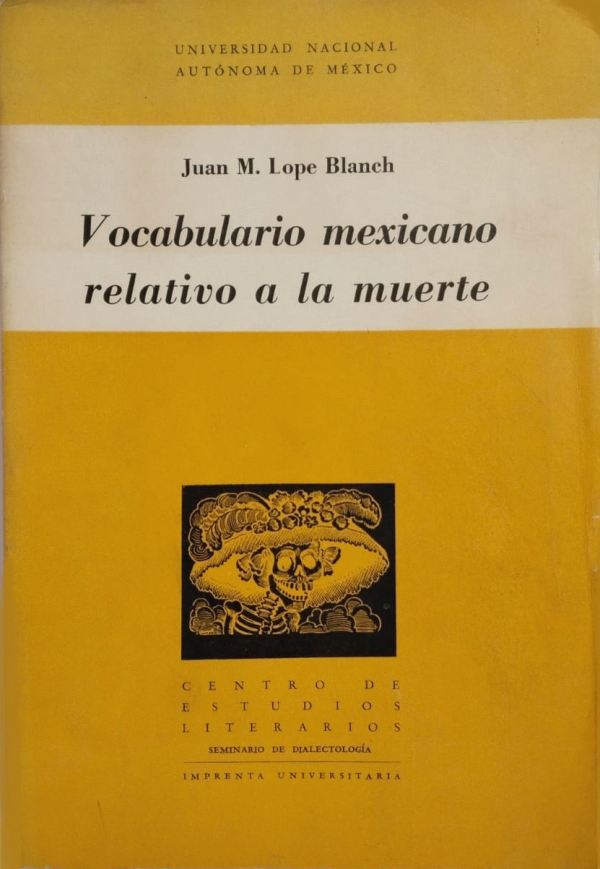 UNIVERSIDAD NACIONAL
AUTÓNOMA DE MÉXICO
Juan M. Lope Blanch
Vocabulario mexicano
relativo a la muerte
CENTRO DE
ESTUDIOS
LITERARIOS
SEMINARIO DE DIALECTOLOGÍA
IMPRENTA UNIVERSITARIA